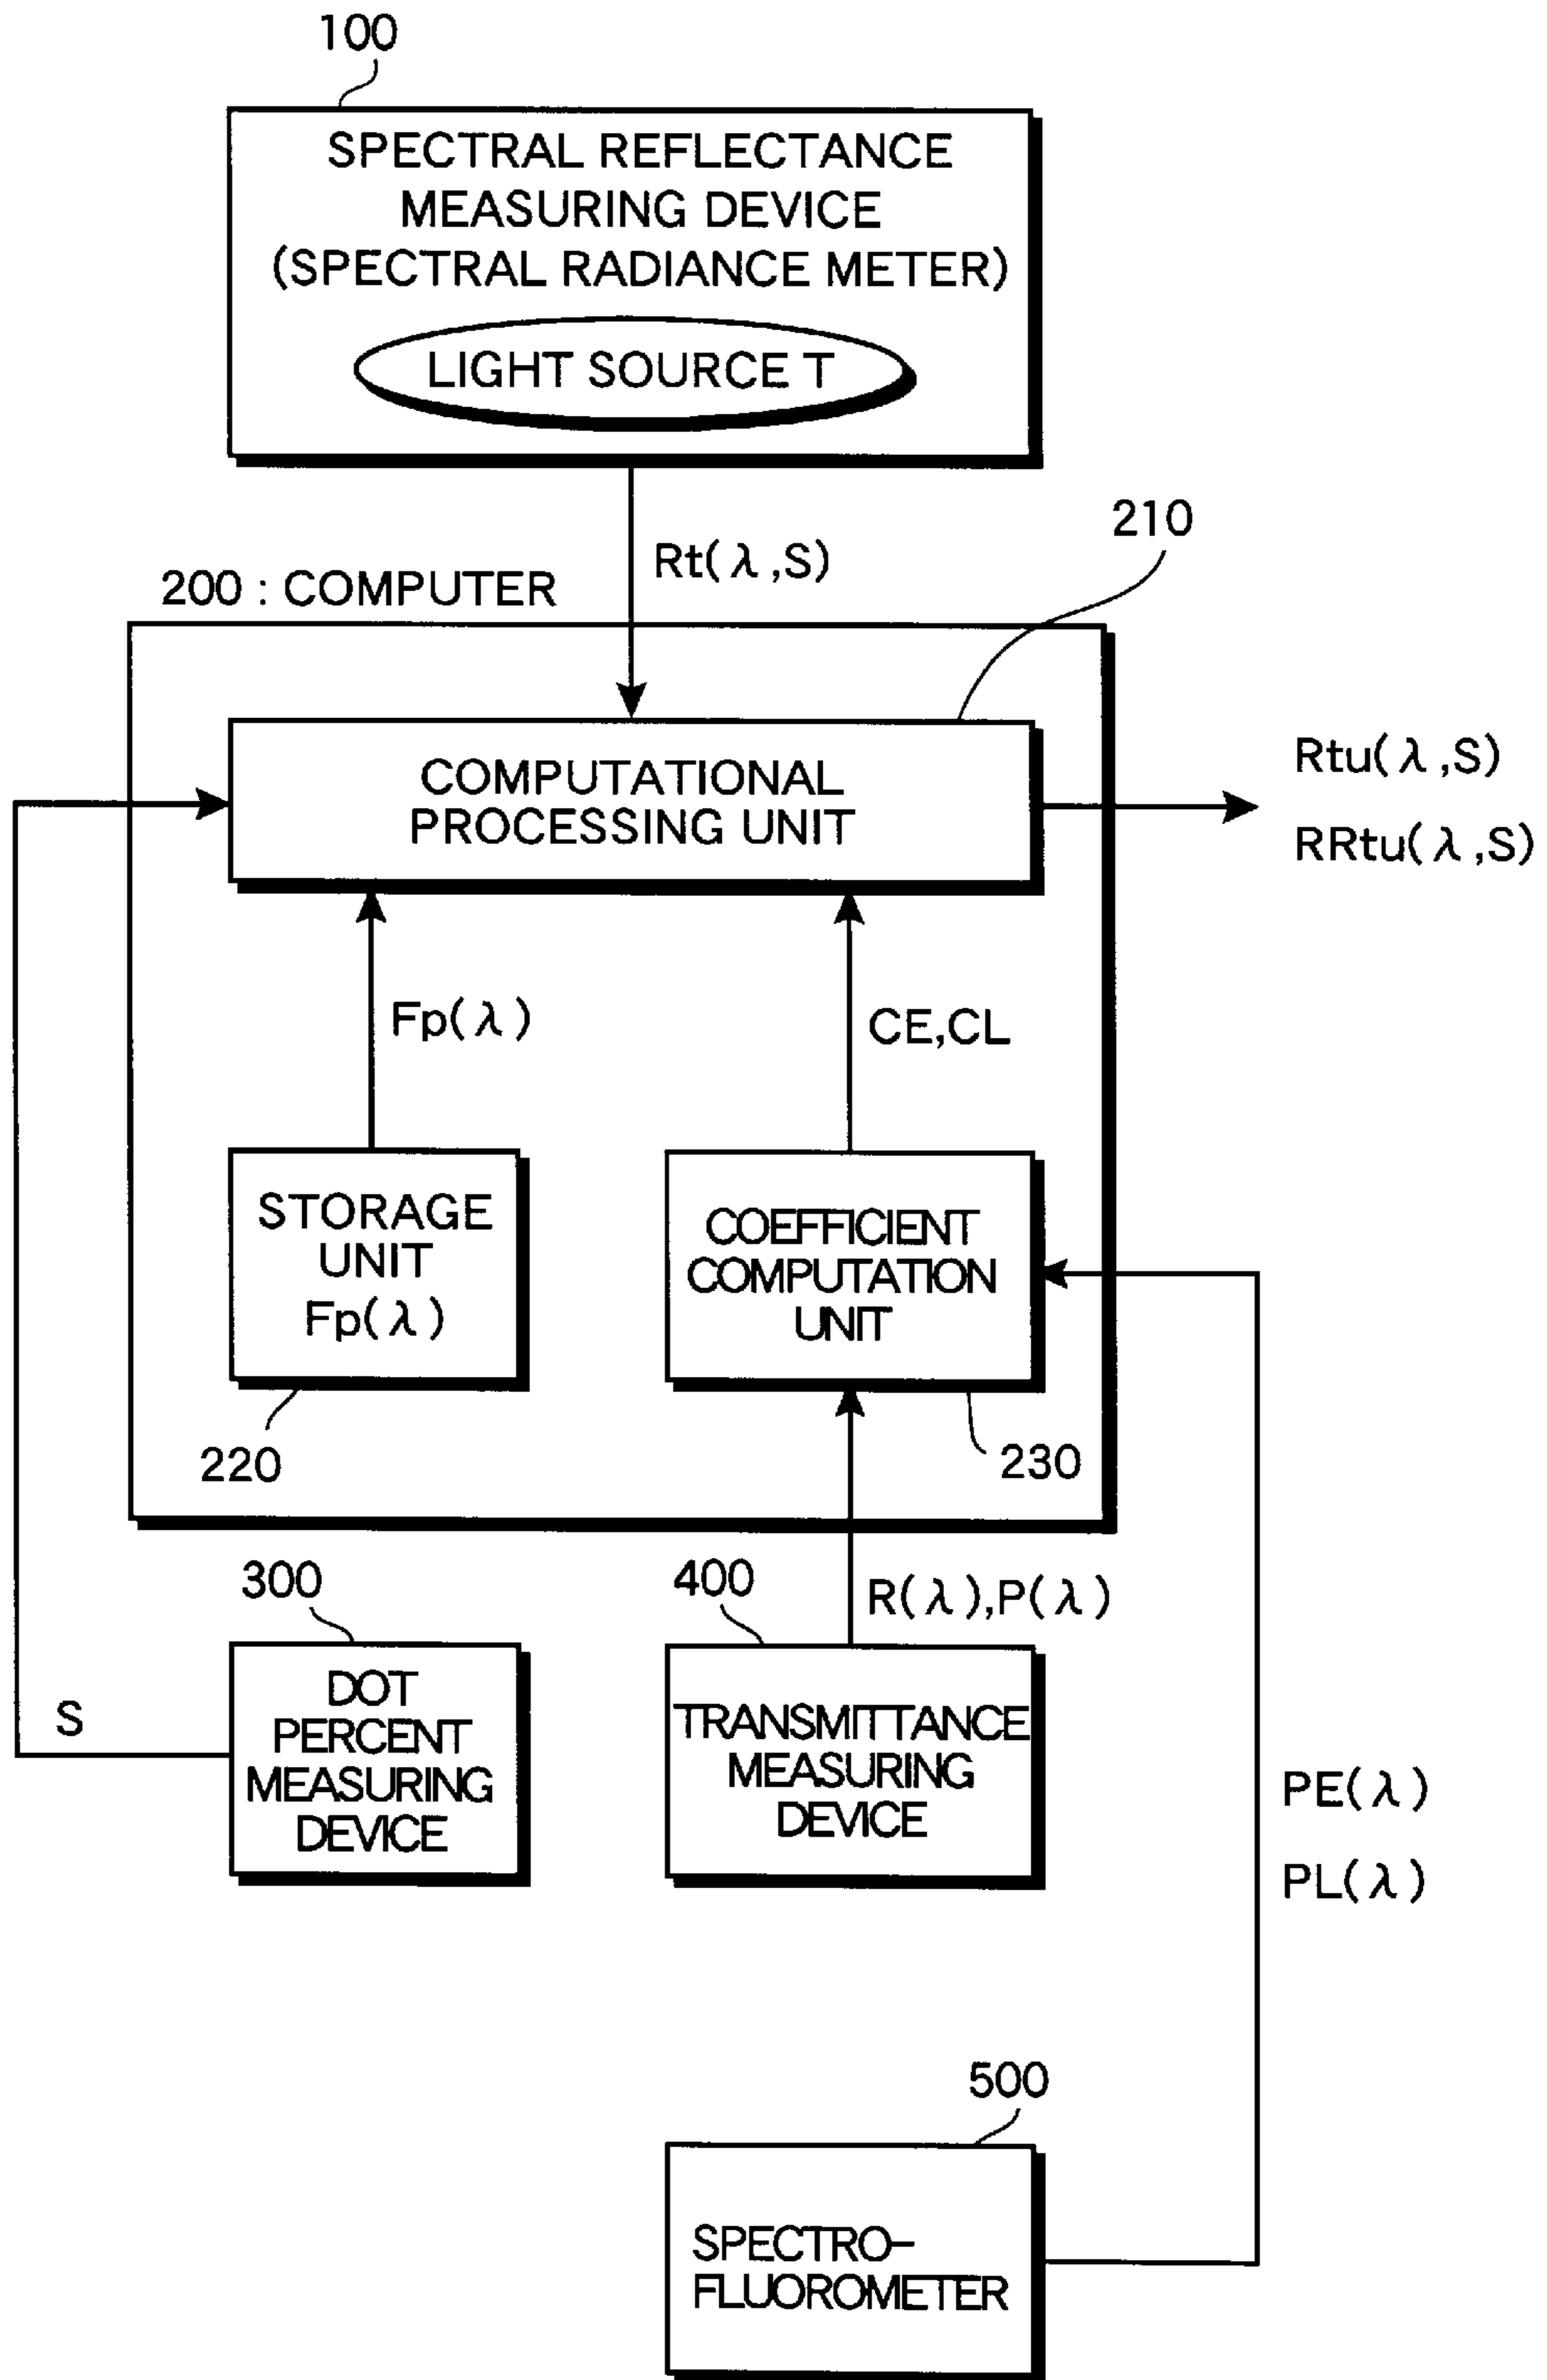 100
SPECTRAL REFLECTANCE
MEASURING DEVICE
(SPECTRAL RADIANCE METER)
LIGHT SOURCE T
210
Rt(λ,S)
200 : COMPUTER
COMPUTATIONAL
PROCESSING UNIT
Rtu(λ,S)
RRtu(λ,S)
Fp(λ)
CE,CL
STORAGE
UNIT
Fp(λ)
COEFFICIENT
COMPUTATION
UNIT
220
230
300
400
R(λ),P(λ)
DOT
PERCENT
MEASURING
DEVICE
S
TRANSMITTANCE
MEASURING
DEVICE
PE(λ)
PL(λ)
500
SPECTRO-
FLUOROMETER